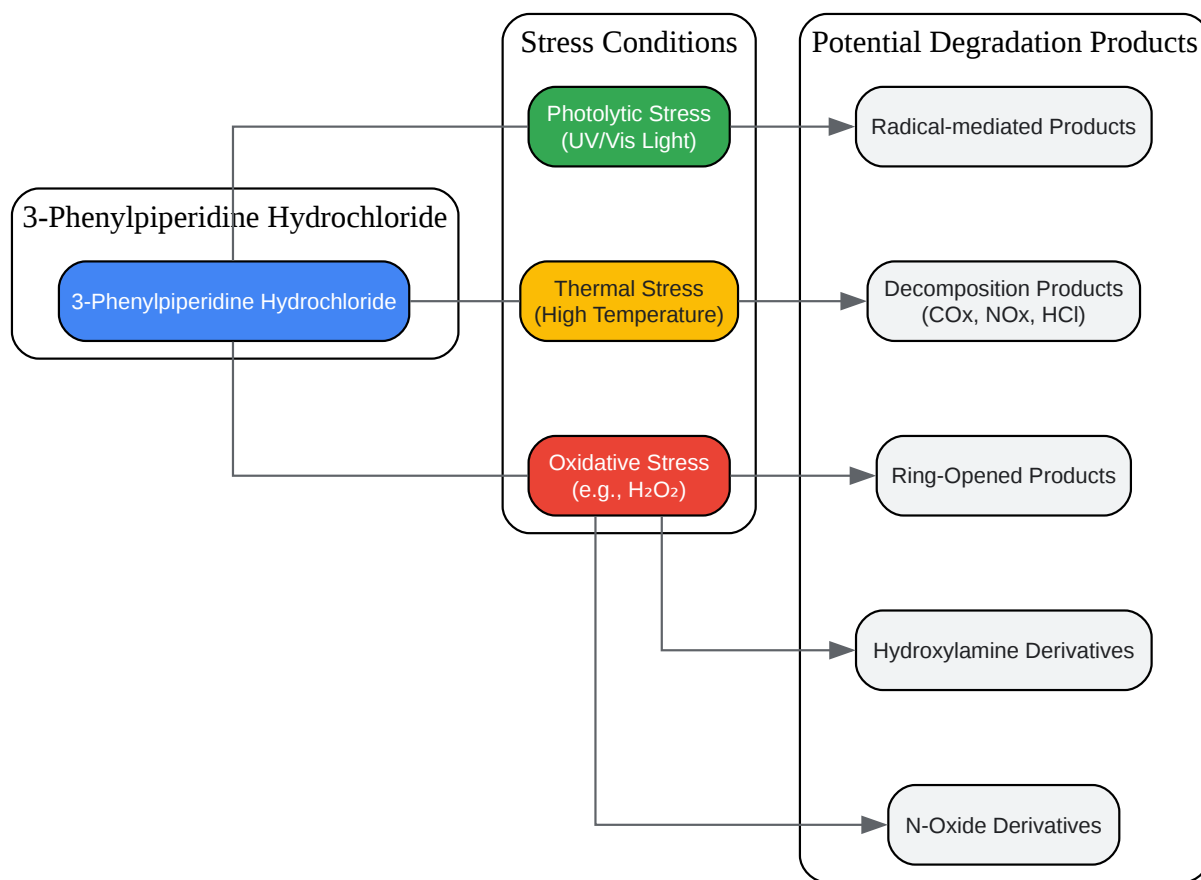 Stress Conditions
Potential Degradation Products
Photolytic Stress
(UV/Vis Light)
Radical-mediated Products
3-Phenylpiperidine Hydrochloride
3-Phenylpiperidine Hydrochloride
Thermal Stress
(High Temperature)
Decomposition Products
(COx, NOx, HCl)
Oxidative Stress
(e.g., H₂O₂)
Ring-Opened Products
Hydroxylamine Derivatives
N-Oxide Derivatives